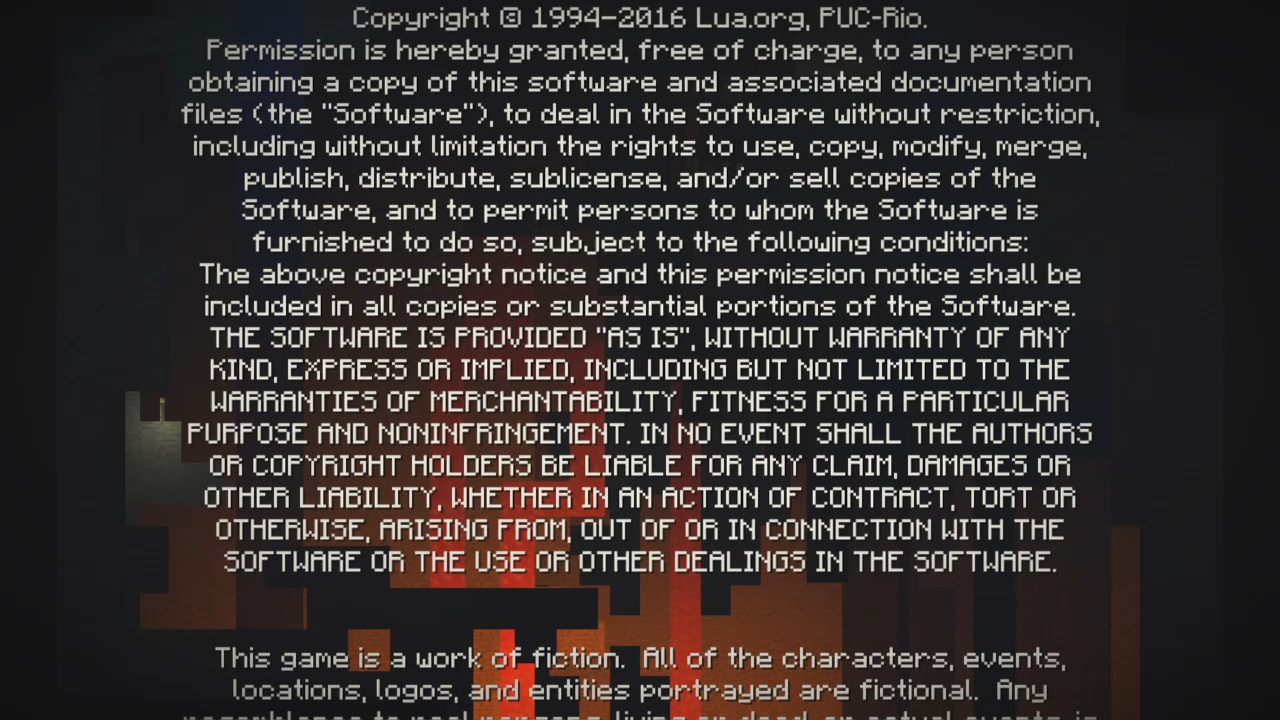 Copyright © 1994–2016 Lua.org, PUC-Rio.
Permission is hereby granted, free of charge, to any person
obtaining a copy of this software and associated documentation
files (the "Software"), to deal in the Software without restriction,
including without limitation the rights to use, copy, modify, merge,
publish, distribute, sublicense, and/or sell copies of the
Software, and to permit persons to whom the Software is
furnished to do so, subject to the following conditions:
The above copyright notice and this permission notice shall be
included in all copies or substantial portions of the Software.
THE SOFTWARE IS PROVIDED "AS IS", WITHOUT WARRANTY OF ANY
KIND, EXPRESS OR IMPLIED, INCLUDING BUT NOT LIMITED TO THE
WARRANTIES OF MERCHANTABILITY, FITNESS FOR A PARTICULAR
PURPOSE AND NONINFRINGEMENT. IN NO EVENT SHALL THE AUTHORS
OR COPYRIGHT HOLDERS BE LIABLE FOR ANY CLAIM, DAMAGES OR
OTHER LIABILITY, WHETHER IN AN ACTION OF CONTRACT, TORT OR
OTHERWISE, ARISING FROM, OUT OF OR IN CONNECTION WITH THE
SOFTWARE OR THE USE OR OTHER DEALINGS IN THE SOFTWARE.
This game is a work of fiction.  All of the characters, events,
locations, logos, and entities portrayed are fictional.  Any